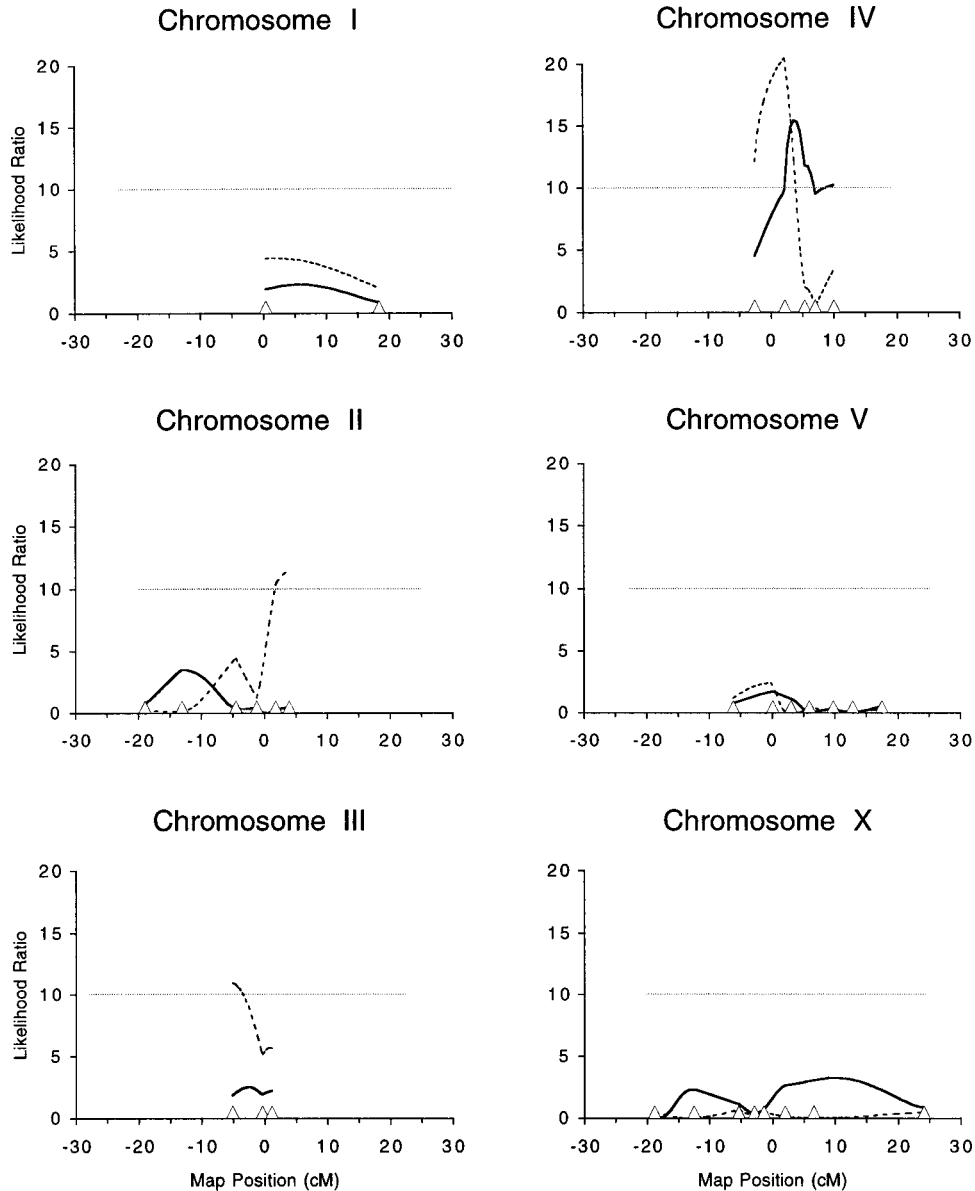 Chromosome I
Likelihood Ratio
20
15
10
5
0
-30 -20 -10 0 10 20 30
Chromosome IV
20
15
10
5
0
-30 -20 -10 0 10 20 30
Chromosome II
Likelihood Ratio
20
15
10
5
0
-30 -20 -10 0 10 20 30
Chromosome V
20
15
10
5
0
-30 -20 -10 0 10 20 30
Chromosome III
Likelihood Ratio
20
15
10
5
0
-30 -20 -10 0 10 20 30
Map Position (cM)
Chromosome X
20
15
10
5
0
-30 -20 -10 0 10 20 30
Map Position (cM)